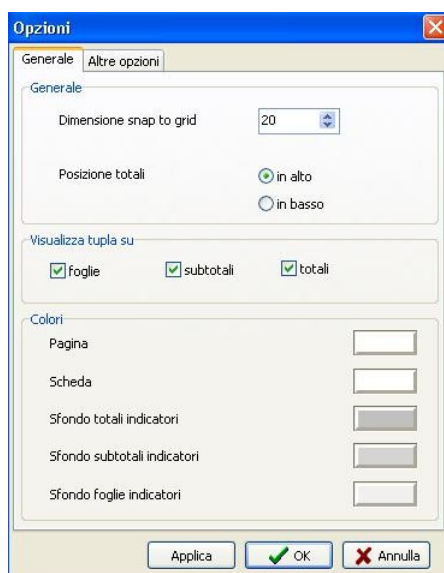 Opzioni
Generale Altre opzioni
Generale
Dimensione snap to grid 20
Posizione totali in alto
in basso
Visualizza tupla su
foglie subtotali totali
Colori
Pagina
Scheda
Sfondo totali indicatori
Sfondo subtotali indicatori
Sfondo foglie indicatori
Applica OK Annulla